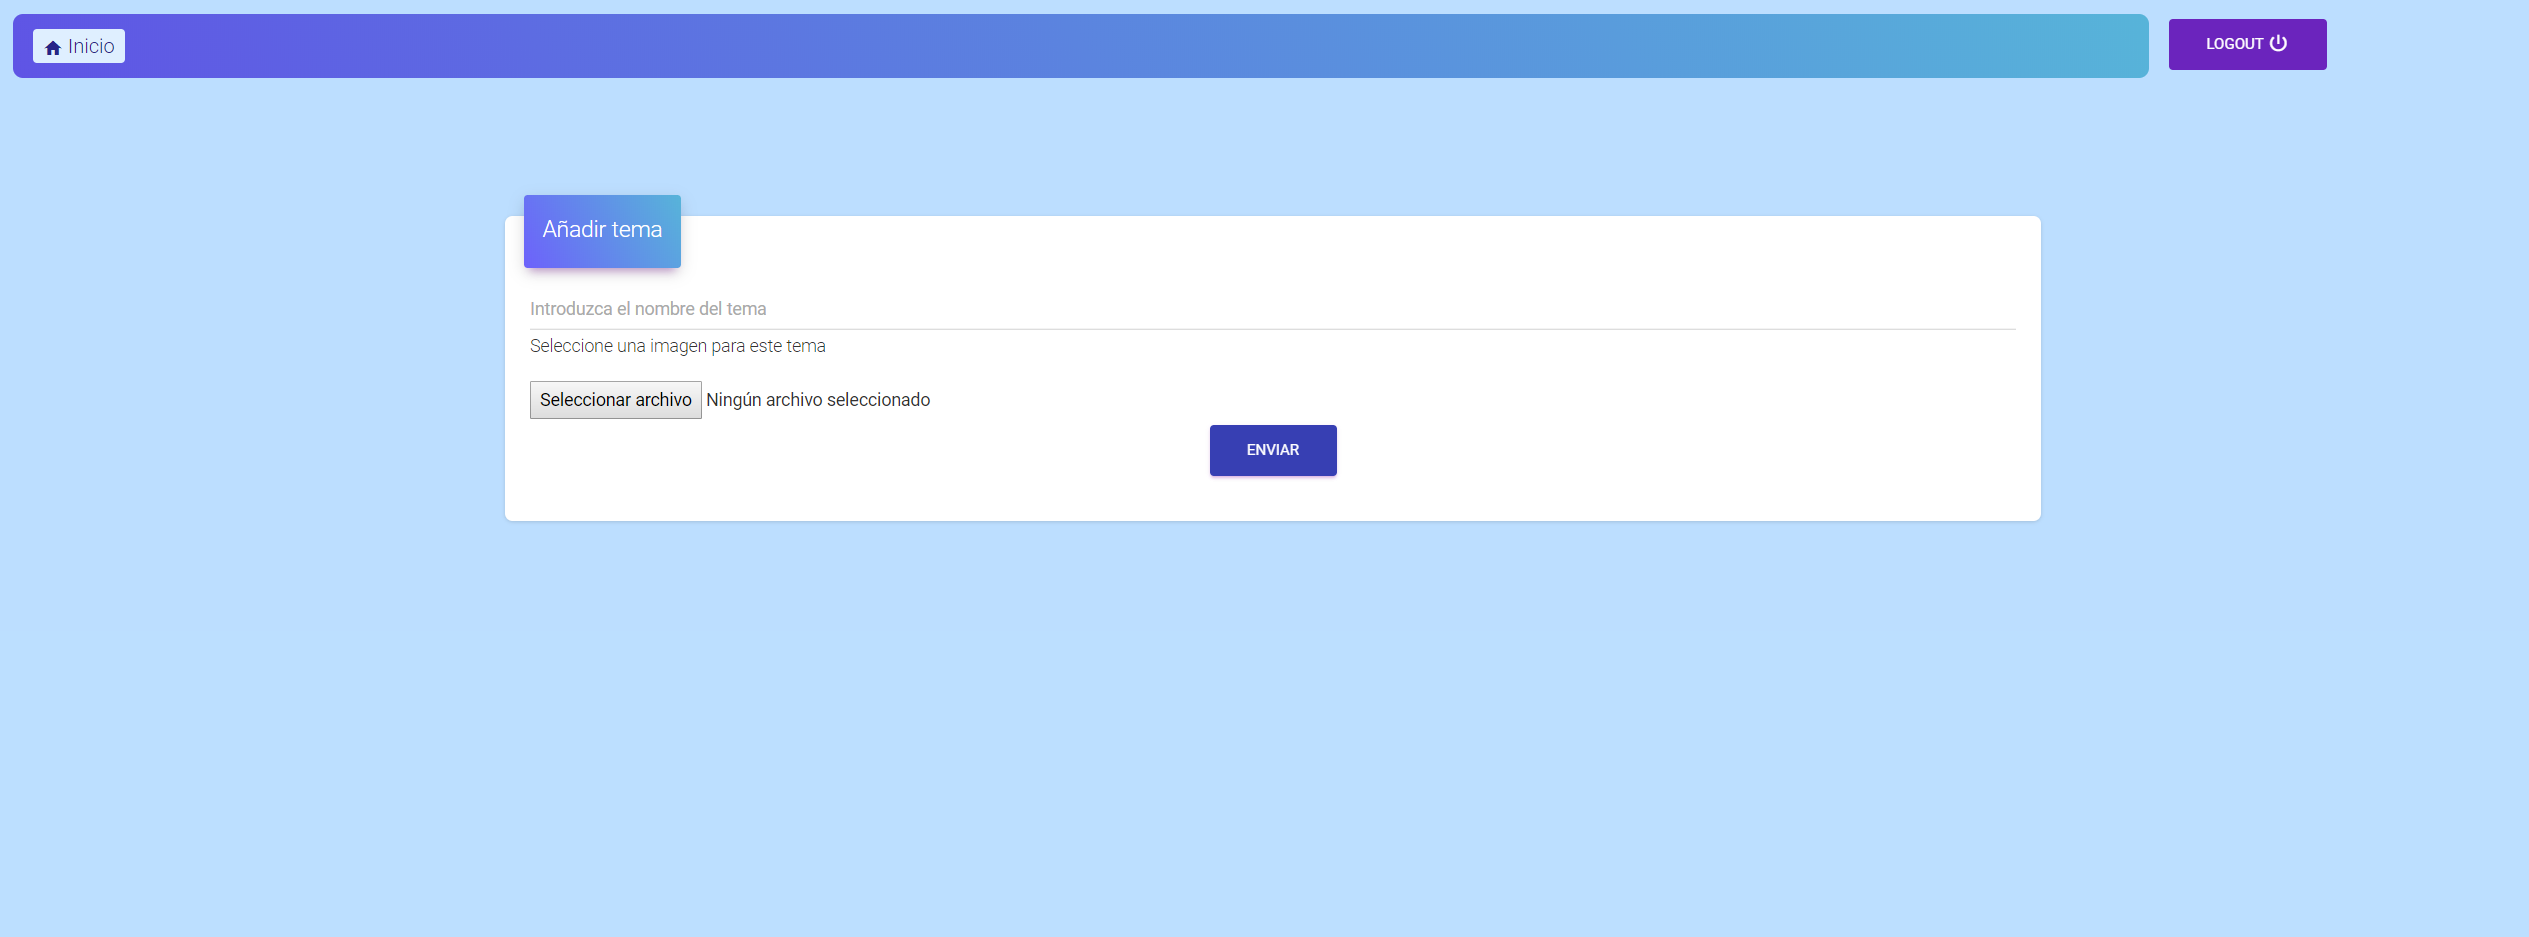 Inicio
LOGOUT
Añadir tema
Introduzca el nombre del tema
Seleccione una imagen para este tema
Seleccionar archivo Ningún archivo seleccionado
ENVIAR